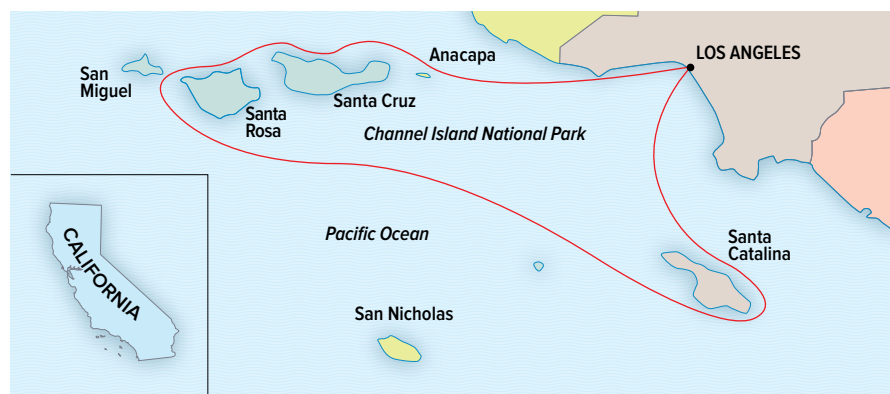 Anacapa
LOS ANGELES
San
Miguel
Santa
Rosa
Santa Cruz
Channel Island National Park
CALIFORNIA
Pacific Ocean
Santa
Catalina
San Nicholas